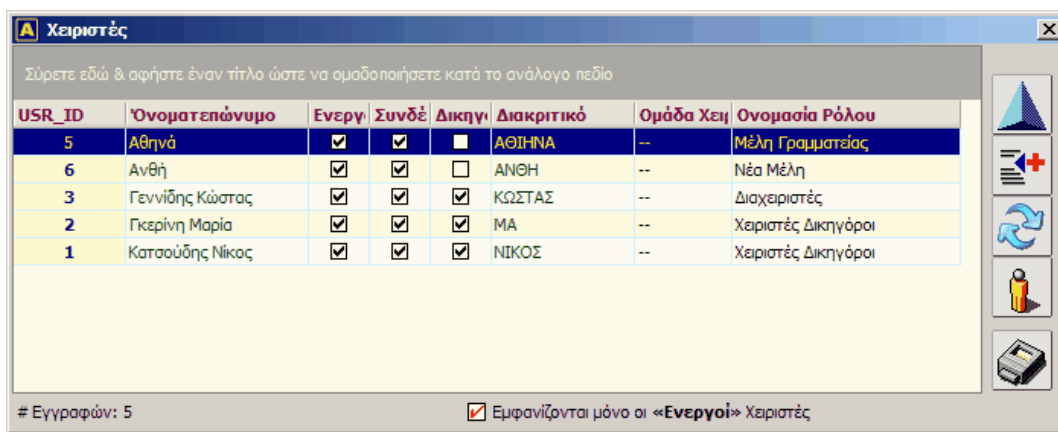 A Χειριστές
Σύρετε εδώ & αφήστε έναν τίτλο ώστε να ομαδοποιήσετε κατά το ανάλογο πεδίο
USR_ID Όνοματεπώνυμο Ενεργ Συνδέ Δικηγ Διακριτικό Ομάδα Χει Ονομασία Ρόλου
5 Αθηνά ΑΘΙΗΝΑ -- Μέλη Γραμματείας
6 Ανθή ΑΝΘΗ -- Νέα Μέλη
3 Γεννίδης Κώστας ΚΩΣΤΑΣ -- Διαχειριστές
2 Γκερίνη Μαρία ΜΑ -- Χειριστές Δικηγόροι
1 Κατσούδης Νίκος ΝΙΚΟΣ -- Χειριστές Δικηγόροι
# Εγγραφών: 5 Εμφανίζονται μόνο οι «Ενεργοί» Χειριστές